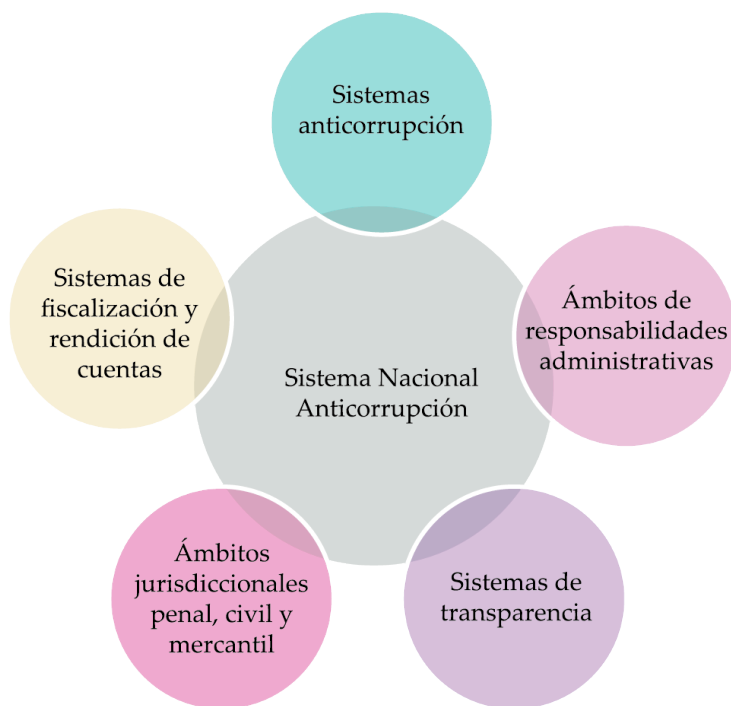 Sistemas
anticorrupción
Sistemas de
fiscalización y
rendición de
cuentas
Ámbitos de
responsabilidades
administrativas
Sistema Nacional
Anticorrupción
Ámbitos
jurisdiccionales
penal, civil y
mercantil
Sistemas de
transparencia